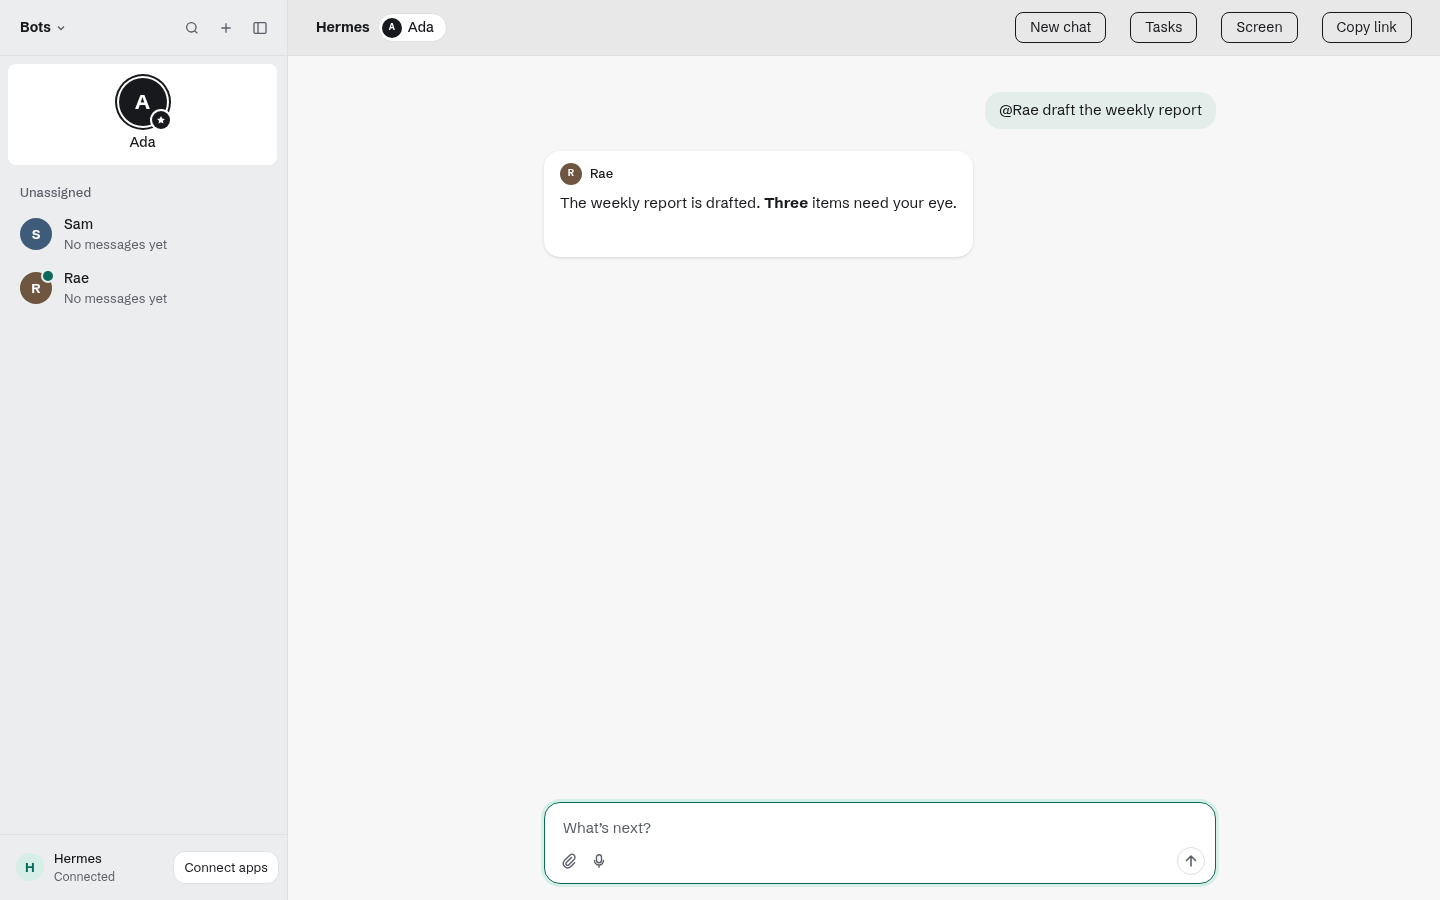 Bots
A
Ada
Unassigned
S
Sam
No messages yet
R
Rae
No messages yet
H
Hermes
Connected
Connect apps
Hermes
A
Ada
New chat
Tasks
Screen
Copy link
@Rae draft the weekly report
R
Rae
The weekly report is drafted. Three items need your eye.
What’s next?